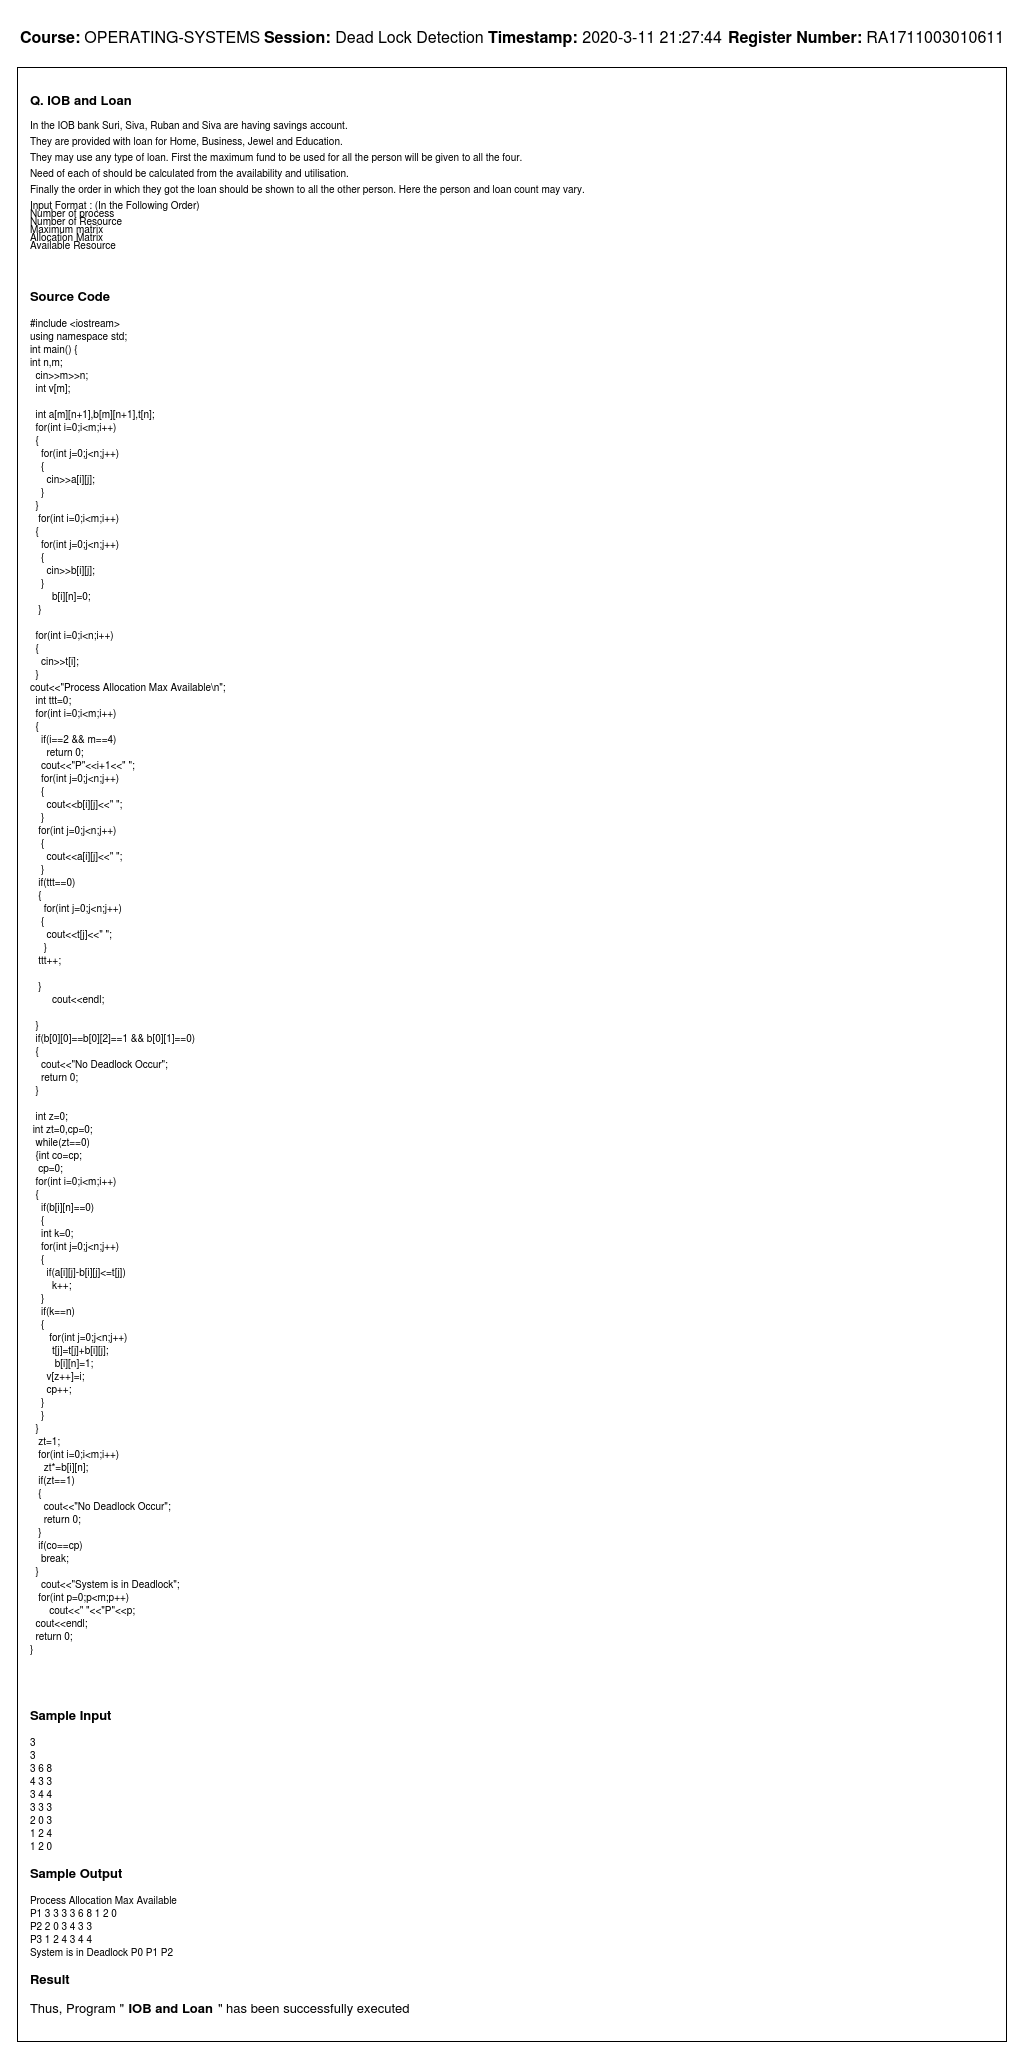 Course: OPERATING-SYSTEMS Session: Dead Lock Detection Timestamp: 2020-3-11 21:27:44 Register Number: RA1711003010611
Q. IOB and Loan
In the IOB bank Suri, Siva, Ruban and Siva are having savings account.
They are provided with loan for Home, Business, Jewel and Education.
They may use any type of loan. First the maximum fund to be used for all the person will be given to all the four.
Need of each of should be calculated from the availability and utilisation.
Finally the order in which they got the loan should be shown to all the other person. Here the person and loan count may vary.
Input Format : (In the Following Order)
Number of process
Number of Resource
Maximum matrix
Allocation Matrix
Available Resource
Source Code
#include <iostream>
using namespace std;
int main() {
int n,m;
cin>>m>>n;
int v[m];
int a[m][n+1],b[m][n+1],t[n];
for(int i=0;i<m;i++)
{
for(int j=0;j<n;j++)
{
cin>>a[i][j];
}
}
for(int i=0;i<m;i++)
{
for(int j=0;j<n;j++)
{
cin>>b[i][j];
}
b[i][n]=0;
}
for(int i=0;i<n;i++)
{
cin>>t[i];
}
cout<<"Process Allocation Max Available\n";
int ttt=0;
for(int i=0;i<m;i++)
{
if(i==2 && m==4)
return 0;
cout<<"P"<<i+1<<" ";
for(int j=0;j<n;j++)
{
cout<<b[i][j]<<" ";
}
for(int j=0;j<n;j++)
{
cout<<a[i][j]<<" ";
}
if(ttt==0)
{
for(int j=0;j<n;j++)
{
cout<<t[j]<<" ";
}
ttt++;
}
cout<<endl;
}
if(b[0][0]==b[0][2]==1 && b[0][1]==0)
{
cout<<"No Deadlock Occur";
return 0;
}
int z=0;
int zt=0,cp=0;
while(zt==0)
{int co=cp;
cp=0;
for(int i=0;i<m;i++)
{
if(b[i][n]==0)
{
int k=0;
for(int j=0;j<n;j++)
{
if(a[i][j]-b[i][j]<=t[j])
k++;
}
if(k==n)
{
for(int j=0;j<n;j++)
t[j]=t[j]+b[i][j];
b[i][n]=1;
v[z++]=i;
cp++;
}
}
}
zt=1;
for(int i=0;i<m;i++)
zt*=b[i][n];
if(zt==1)
{
cout<<"No Deadlock Occur";
return 0;
}
if(co==cp)
break;
}
cout<<"System is in Deadlock";
for(int p=0;p<m;p++)
cout<<" "<<"P"<<p;
cout<<endl;
return 0;
}
Sample Input
3
3
3 6 8
4 3 3
3 4 4
3 3 3
2 0 3
1 2 4
1 2 0
Sample Output
Process Allocation Max Available
P1 3 3 3 3 6 8 1 2 0
P2 2 0 3 4 3 3
P3 1 2 4 3 4 4
System is in Deadlock P0 P1 P2
Result
Thus, Program " IOB and Loan " has been successfully executed